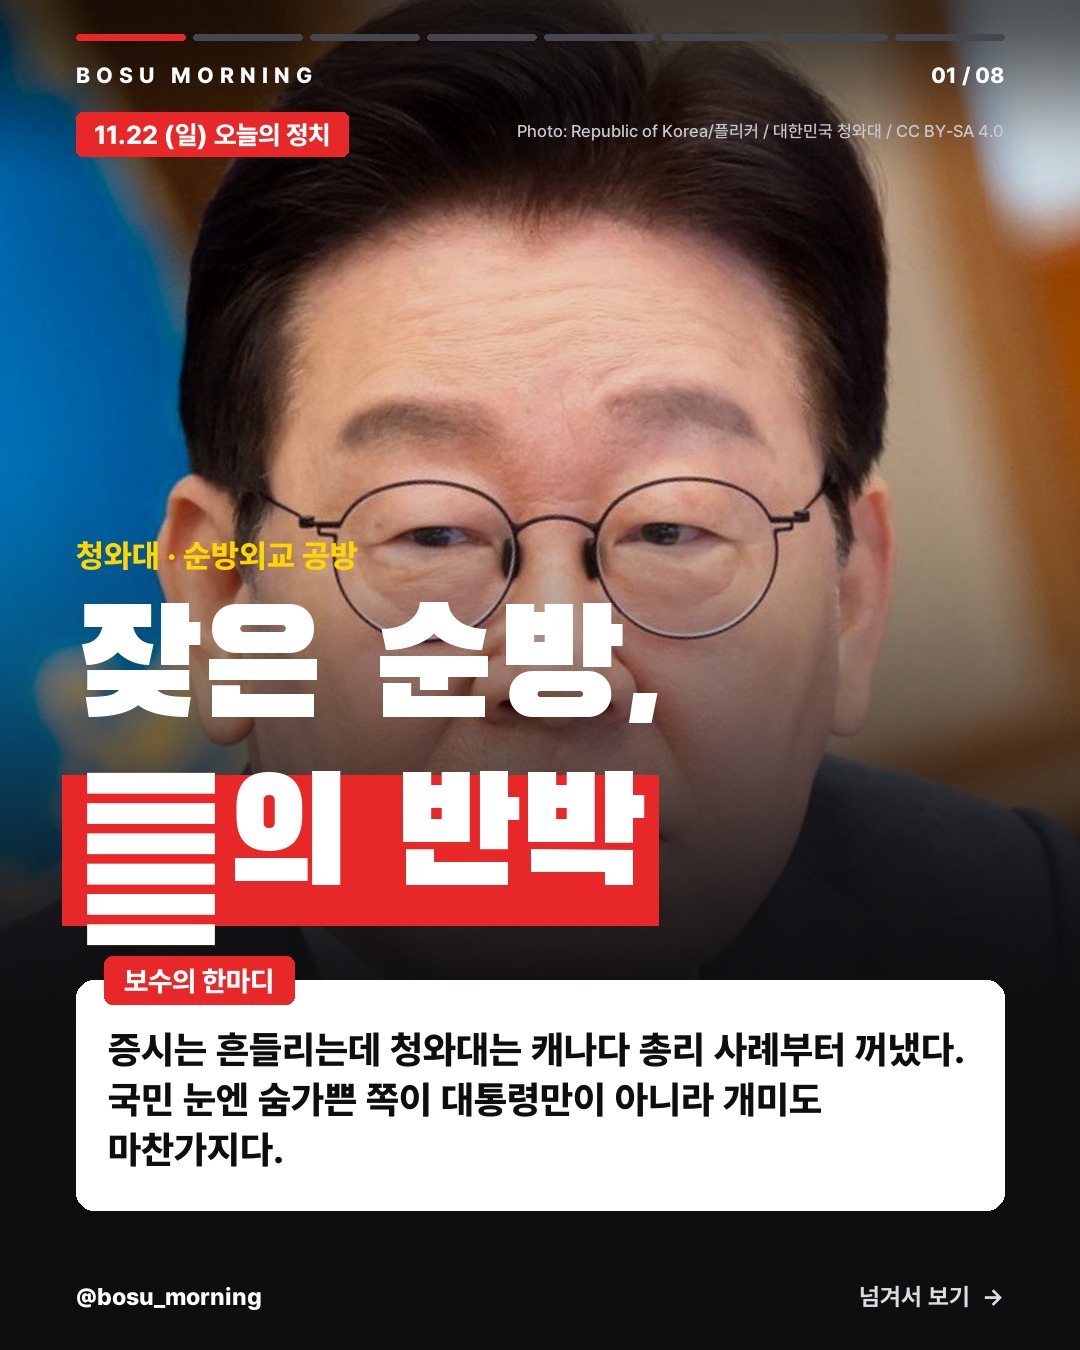 BOSU MORNING
01 / 08
11.22 (일) 오늘의 정치
Photo: Republic of Korea/플리커 / 대한민국 청와대 / CC BY-SA 4.0
청와대 · 순방외교 공방
잦은 순방,
의 반박
보수의 한마디
증시는 흔들리는데 청와대는 캐나다 총리 사례부터 꺼냈다.
국민 눈엔 숨가쁜 쪽이 대통령만이 아니라 개미도
마찬가지다.
@bosu_morning
넘겨서 보기 →